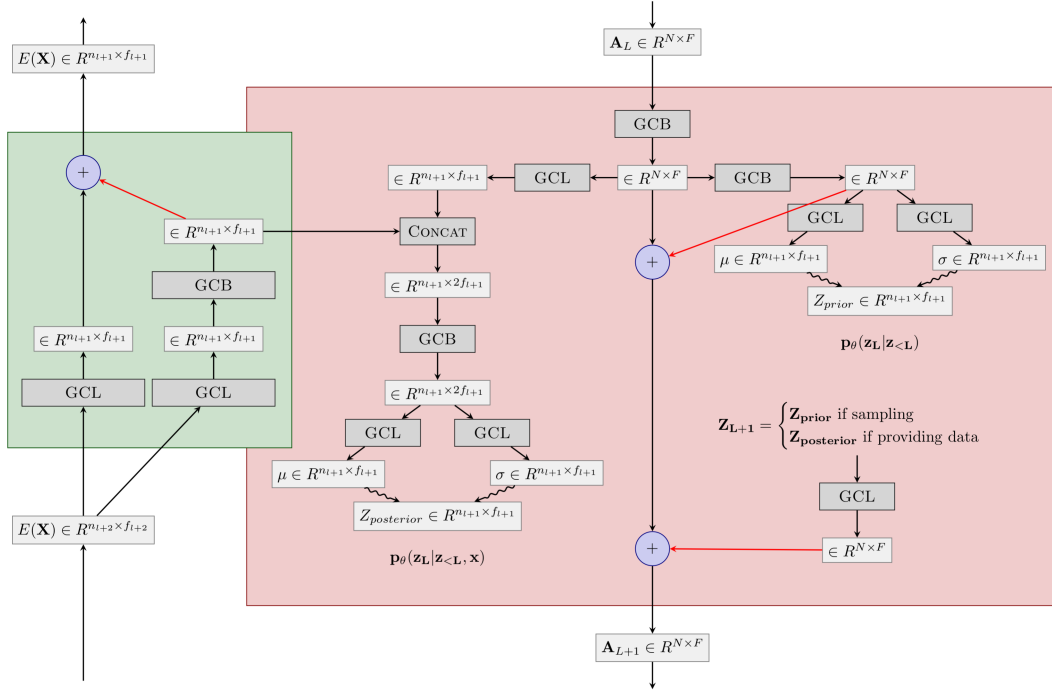 E(X) ∈ R^{n_{l+1}×f_{l+1}}
+
∈ R^{n_{l+1}×f_{l+1}}
GCB
∈ R^{n_{l+1}×f_{l+1}}
∈ R^{n_{l+1}×f_{l+1}}
GCL
GCL
E(X) ∈ R^{n_{l+2}×f_{l+2}}
A_L ∈ R^{N×F}
GCB
∈ R^{n_{l+1}×f_{l+1}}
GCL
∈ R^{N×F}
GCB
∈ R^{N×F}
CONCAT
∈ R^{n_{l+1}×2f_{l+1}}
GCB
∈ R^{n_{l+1}×2f_{l+1}}
GCL
GCL
μ ∈ R^{n_{l+1}×f_{l+1}}
σ ∈ R^{n_{l+1}×f_{l+1}}
Z_{posterior} ∈ R^{n_{l+1}×f_{l+1}}
p_θ(z_L|z_{<L}, x)
+
GCL
GCL
μ ∈ R^{n_{l+1}×f_{l+1}}
σ ∈ R^{n_{l+1}×f_{l+1}}
Z_{prior} ∈ R^{n_{l+1}×f_{l+1}}
p_θ(z_L|z_{<L})
Z_{L+1} = {
Z_{prior} if sampling
Z_{posterior} if providing data
GCL
∈ R^{N×F}
+
A_{L+1} ∈ R^{N×F}